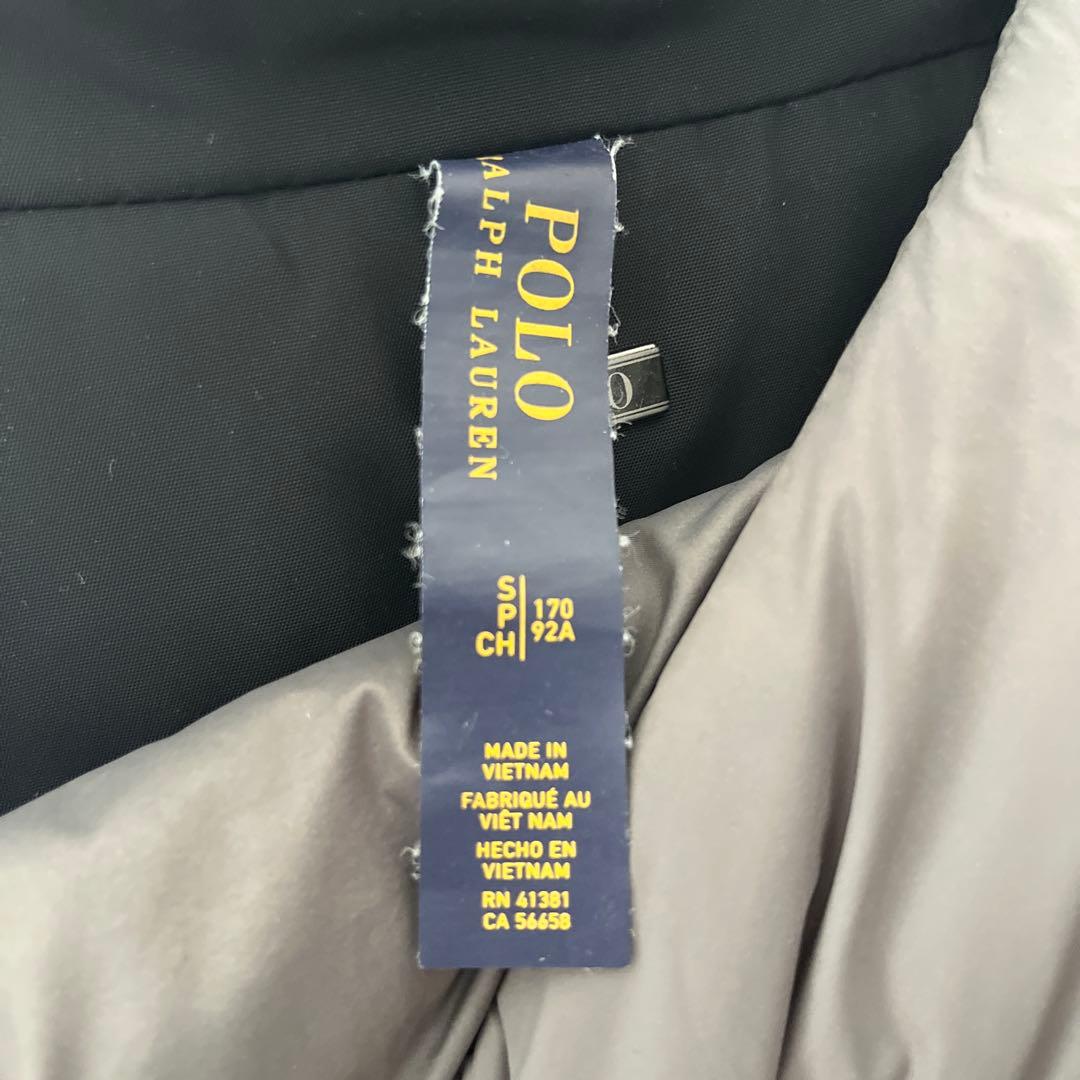 POLO
RALPH LAUREN
O
S
P
CH
170
92A
MADE IN
VIETNAM
FABRIQUÉ AU
VIÊT NAM
HECHO EN
VIETNAM
RN 41381
CA 56658